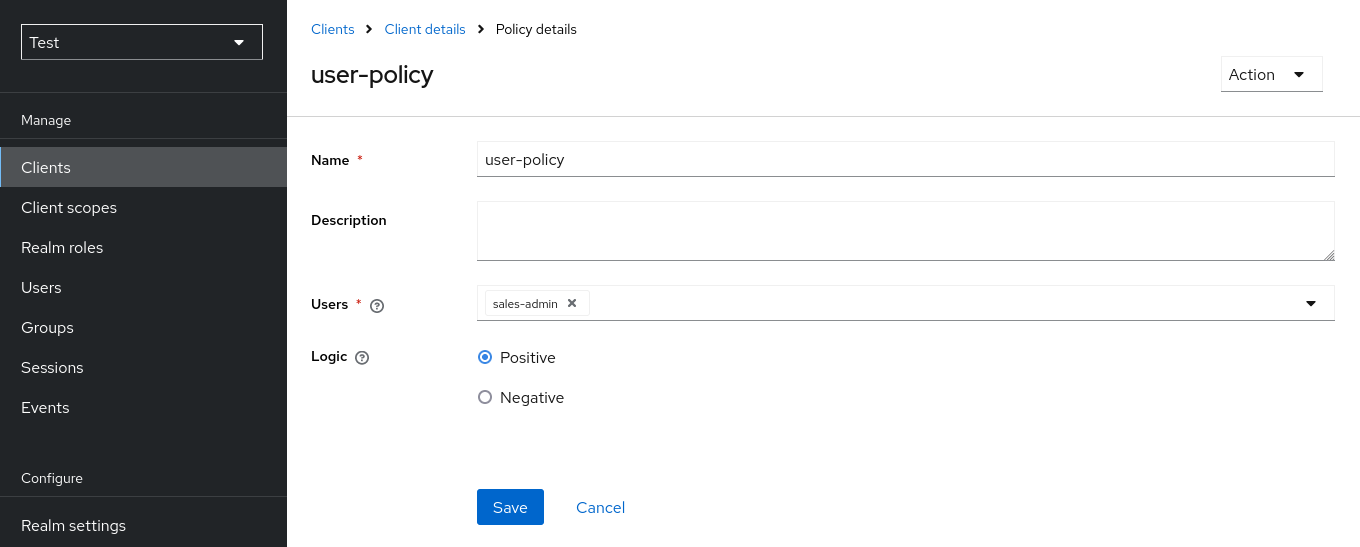 Test
Manage
Clients
Client scopes
Realm roles
Users
Groups
Sessions
Events
Configure
Realm settings
Clients > Client details > Policy details
user-policy
Action
Name * user-policy
Description
Users * ? sales-admin ×
Logic ? Positive
Negative
Save Cancel